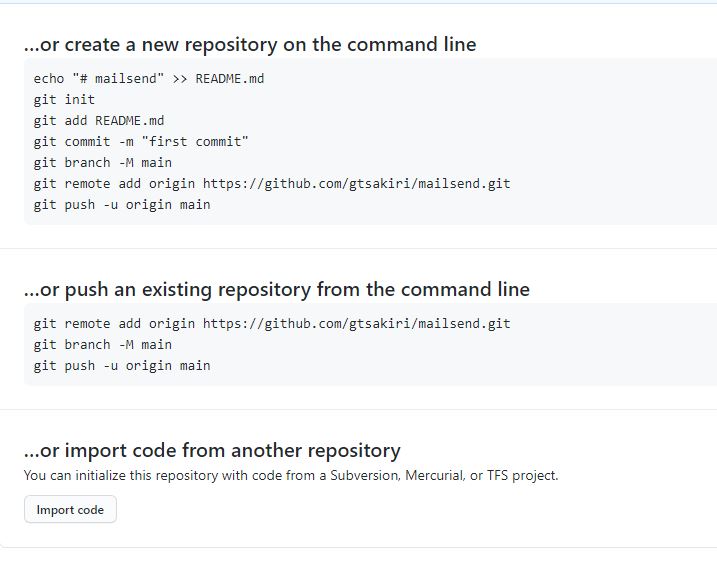 ...or create a new repository on the command line
echo "# mailsend" >> README.md
git init
git add README.md
git commit -m "first commit"
git branch -M main
git remote add origin https://github.com/gtsakiri/mailsend.git
git push -u origin main
...or push an existing repository from the command line
git remote add origin https://github.com/gtsakiri/mailsend.git
git branch -M main
git push -u origin main
...or import code from another repository
You can initialize this repository with code from a Subversion, Mercurial, or TFS project.
Import code